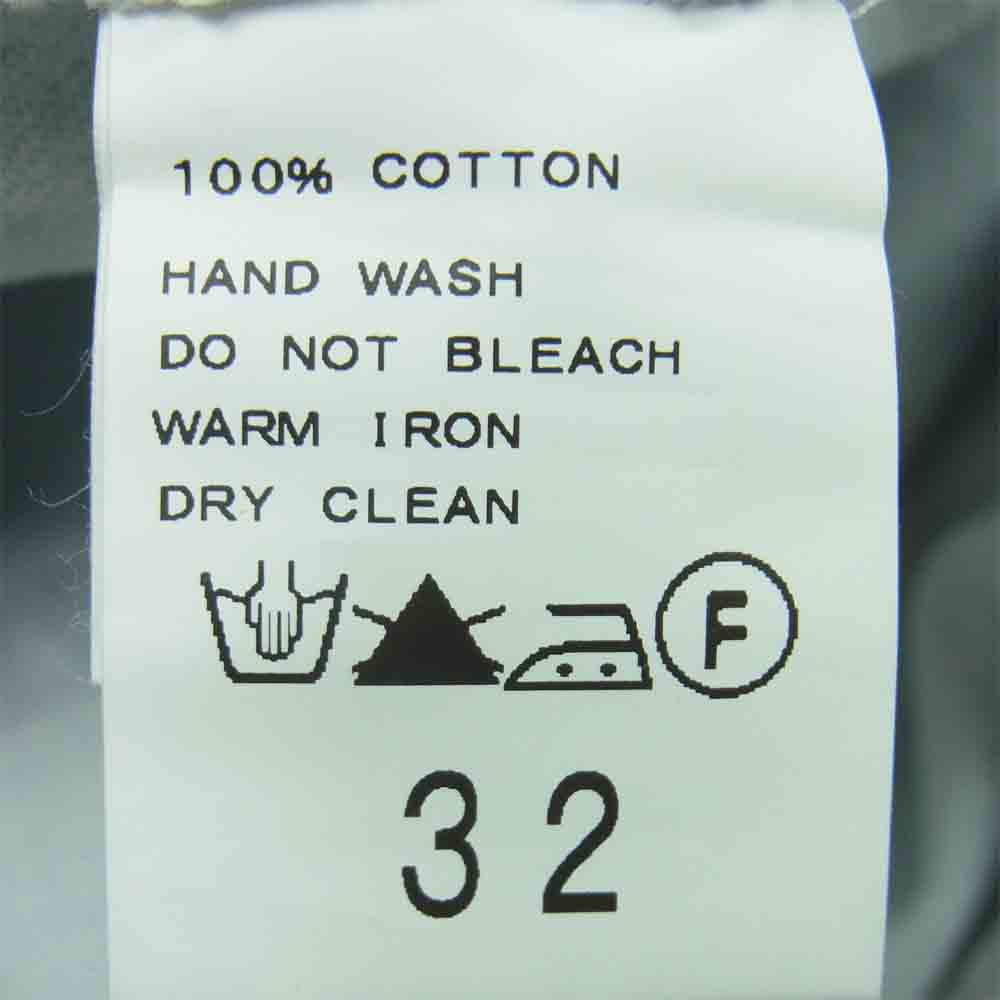 100% COTTON
HAND WASH
DO NOT BLEACH
WARM IRON
DRY CLEAN
F
32